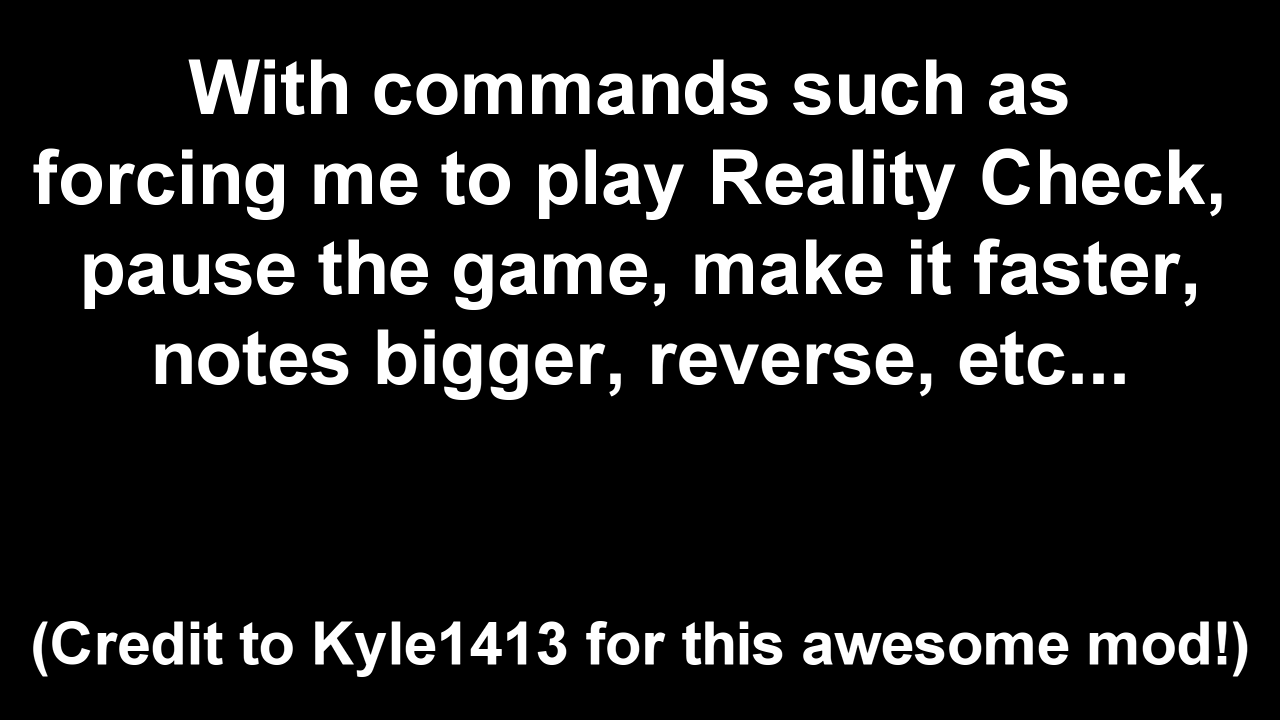 With commands such as
forcing me to play Reality Check,
pause the game, make it faster,
notes bigger, reverse, etc...
(Credit to Kyle1413 for this awesome mod!)